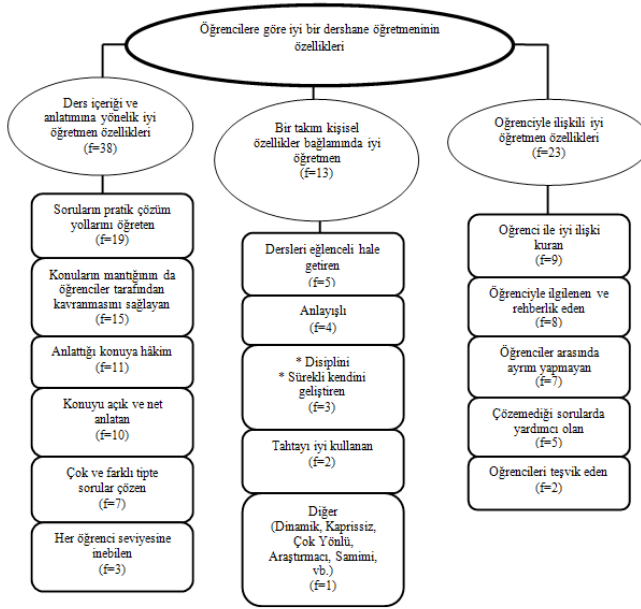 Öğrencilere göre iyi bir dershane öğretmeninin
özellikleri
Ders içeriği ve
anlatımına yönelik iyi
öğretmen özellikleri
(f=38)
Soruların pratik çözüm
yollarını öğreten
(f=19)
Konuların mantığının da
öğrenciler tarafından
kavranmasını sağlayan
(f=15)
Anlattığı konuya hâkim
(f=11)
Konuyu açık ve net
anlatan
(f=10)
Çok ve farklı tipte
sorular çözen
(f=7)
Her öğrenci seviyesine
inebilen
(f=3)
Bir takım kişisel
özellikler bağlamında iyi
öğretmen
(f=13)
Dersleri eğlenceli hale
getiren
(f=5)
Anlayışlı
(f=4)
* Disiplini
* Sürekli kendini
geliştiren
(f=3)
Tahtayı iyi kullanan
(f=2)
Diğer
(Dinamik, Kaprissiz,
Çok Yönlü,
Araştırmacı, Samimi,
vb.)
(f=1)
Öğrenciyle ilişkili iyi
öğretmen özellikleri
(f=23)
Öğrenci ile iyi ilişki
kuran
(f=9)
Öğrenciyle ilgilenen ve
rehberlik eden
(f=8)
Öğrenciler arasında
ayrım yapmayan
(f=7)
Çözemediği sorularda
yardımcı olan
(f=5)
Öğrencileri teşvik eden
(f=2)